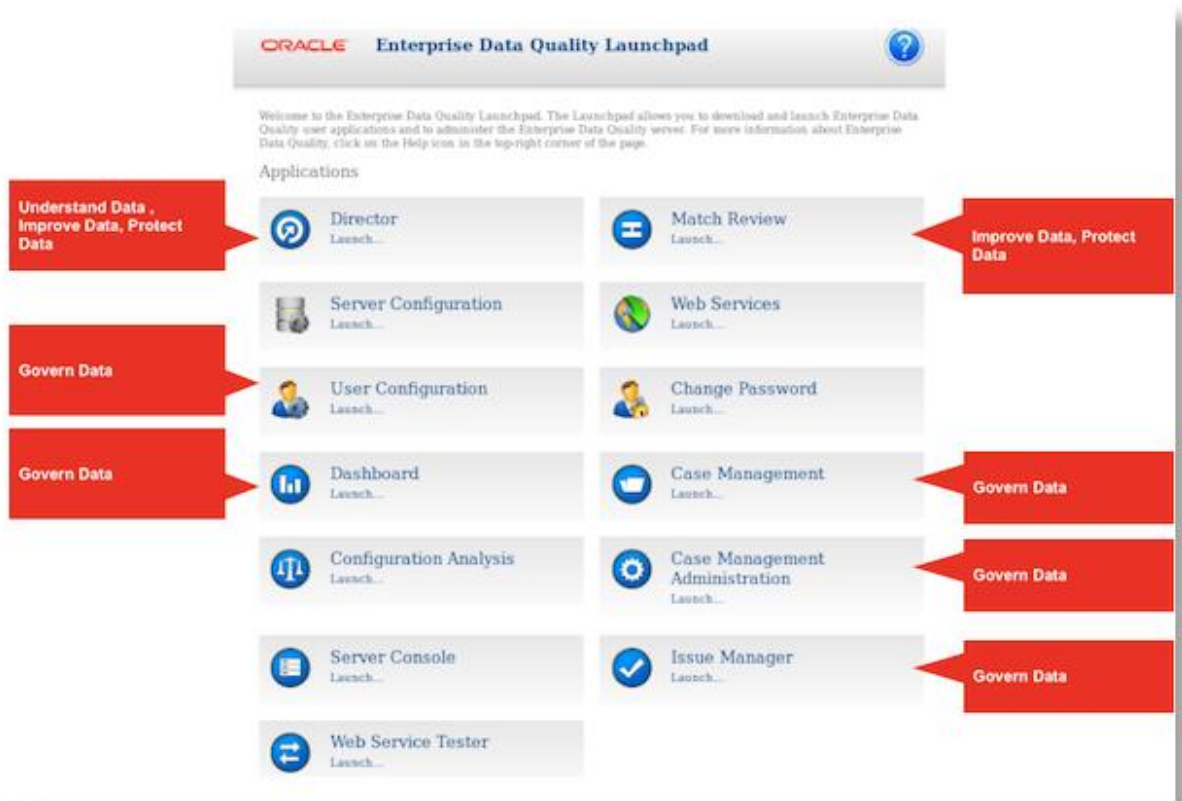 ORACLE Enterprise Data Quality Launchpad
?
Welcome to the Enterprise Data Quality Launchpad. The Launchpad allows you to download and launch Enterprise Data
Quality user applications and to administer the Enterprise Data Quality server. For more information about Enterprise
Data Quality, click on the Help icon in the top-right corner of the page.
Applications
Understand Data ,
Improve Data, Protect
Data
Director
Launch...
Match Review
Launch...
Improve Data, Protect
Data
Server Configuration
Launch...
Web Services
Launch...
Govern Data
User Configuration
Launch...
Change Password
Launch...
Govern Data
Dashboard
Launch...
Case Management
Launch...
Govern Data
Configuration Analysis
Launch...
Case Management
Administration
Launch...
Govern Data
Server Console
Launch...
Issue Manager
Launch...
Govern Data
Web Service Tester
Launch...